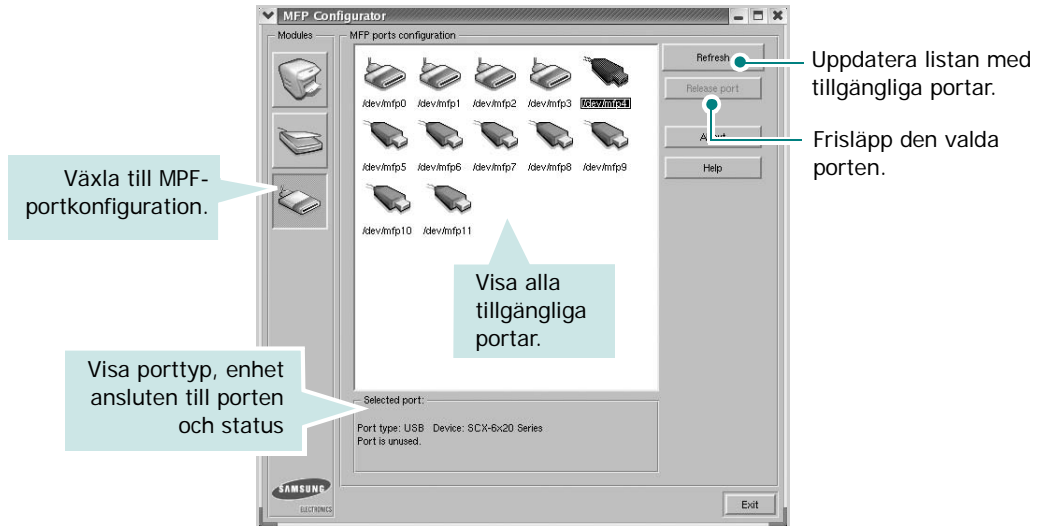 MFP Configurator
Modules
MFP ports configuration
/dev/mfp0 /dev/mfp1 /dev/mfp2 /dev/mfp3 /dev/mfp4
/dev/mfp5 /dev/mfp6 /dev/mfp7 /dev/mfp8 /dev/mfp9
/dev/mfp10 /dev/mfp11
Refresh
Release port
About
Help
Uppdatera listan med
tillgängliga portar.
Frisläpp den valda
porten.
Växla till MPF-
portkonfiguration.
Visa alla
tillgängliga
portar.
Visa porttyp, enhet
ansluten till porten
och status
Selected port:
Port type: USB Device: SCX-6x20 Series
Port is unused.
SAMSUNG
ELECTRONICS
Exit